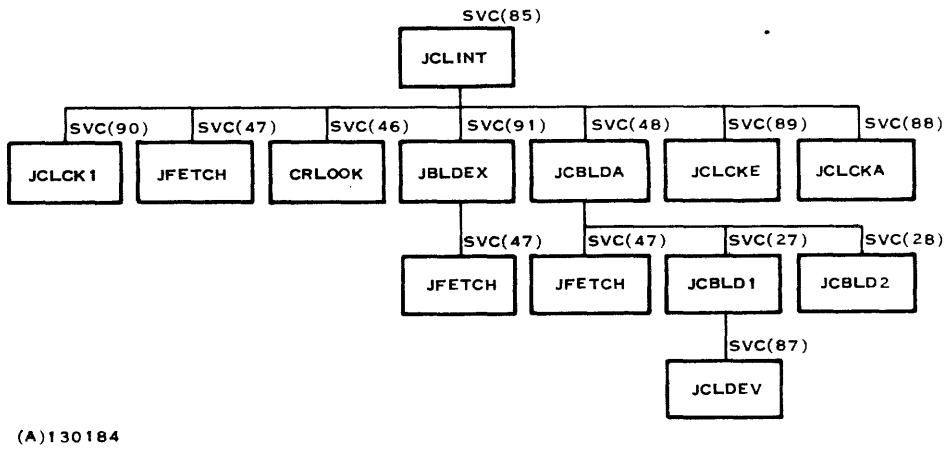 SVC(85)
JCLINT
SVC(90) SVC(47) SVC(46) SVC(91) SVC(48) SVC(89) SVC(88)
JCLCK1 JFETCH CRLOOK JBLDEX JCBLDA JCLCKE JCLCKA
SVC(47) SVC(47) SVC(27) SVC(28)
JFETCH JFETCH JCBLD1 JCBLD2
SVC(87)
JCLDEV
(A)130184